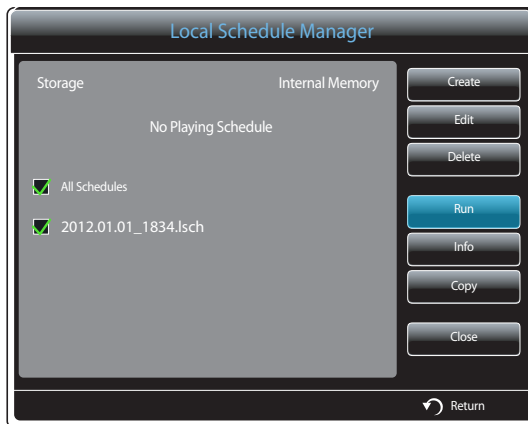 Local Schedule Manager
Storage Internal Memory
No Playing Schedule
All Schedules
2012.01.01_1834.lsch
Create
Edit
Delete
Run
Info
Copy
Close
Return